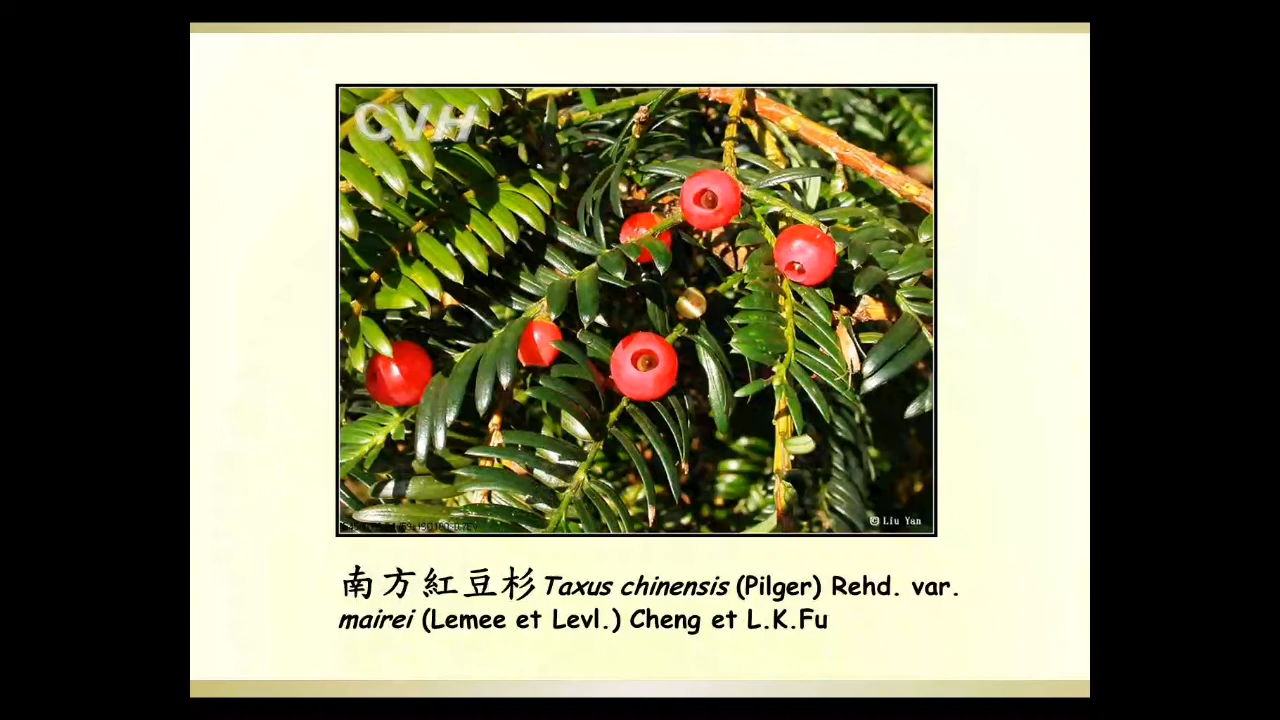 CVH
© Liu Yan
南方紅豆杉 Taxus chinensis (Pilger) Rehd. var.
mairei (Lemee et Levl.) Cheng et L.K.Fu